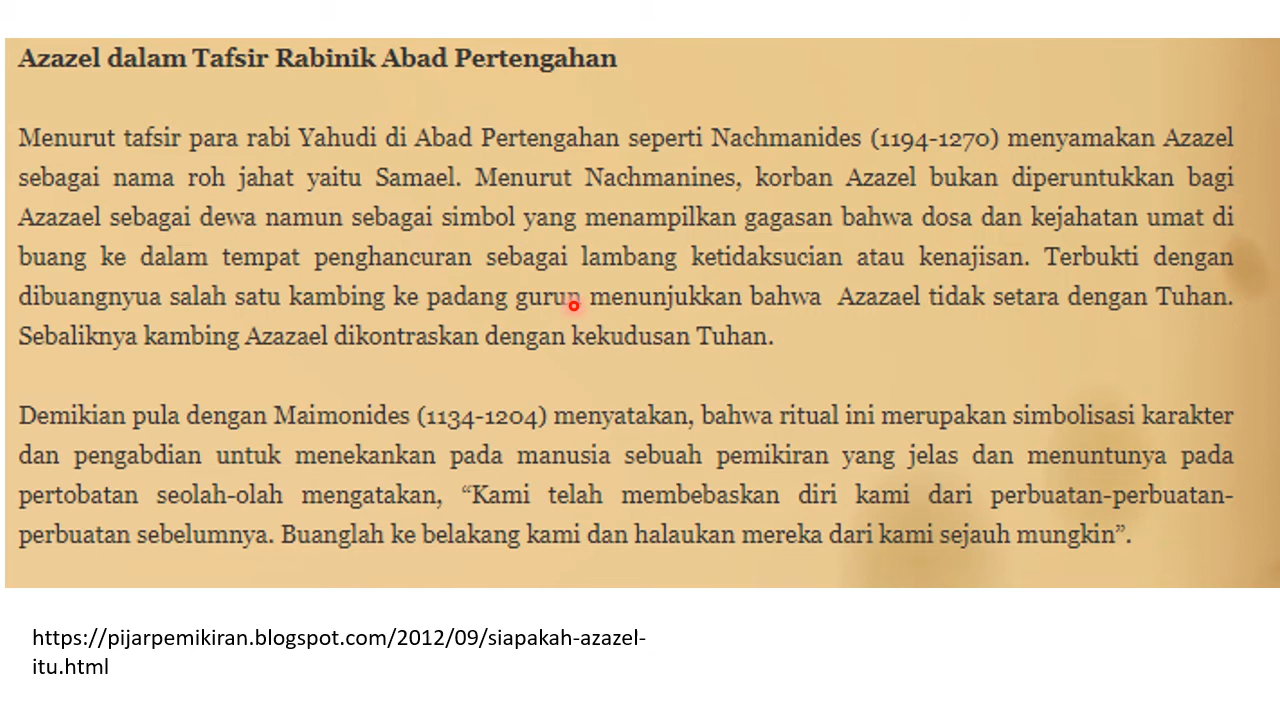 Azazel dalam Tafsir Rabinik Abad Pertengahan
Menurut tafsir para rabi Yahudi di Abad Pertengahan seperti Nachmanides (1194-1270) menyamakan Azazel
sebagai nama roh jahat yaitu Samael. Menurut Nachmanines, korban Azazel bukan diperuntukkan bagi
Azazael sebagai dewa namun sebagai simbol yang menampilkan gagasan bahwa dosa dan kejahatan umat di
buang ke dalam tempat penghancuran sebagai lambang ketidaksucian atau kenajisan. Terbukti dengan
dibuangnyua salah satu kambing ke padang gurun menunjukkan bahwa Azazael tidak setara dengan Tuhan.
Sebaliknya kambing Azazael dikontraskan dengan kekudusan Tuhan.
Demikian pula dengan Maimonides (1134-1204) menyatakan, bahwa ritual ini merupakan simbolisasi karakter
dan pengabdian untuk menekankan pada manusia sebuah pemikiran yang jelas dan menuntunya pada
pertobatan seolah-olah mengatakan, “Kami telah membebaskan diri kami dari perbuatan-perbuatan-
perbuatan sebelumnya. Buanglah ke belakang kami dan halaukan mereka dari kami sejauh mungkin”.
https://pijarpemikiran.blogspot.com/2012/09/siapakah-azazel-
itu.html